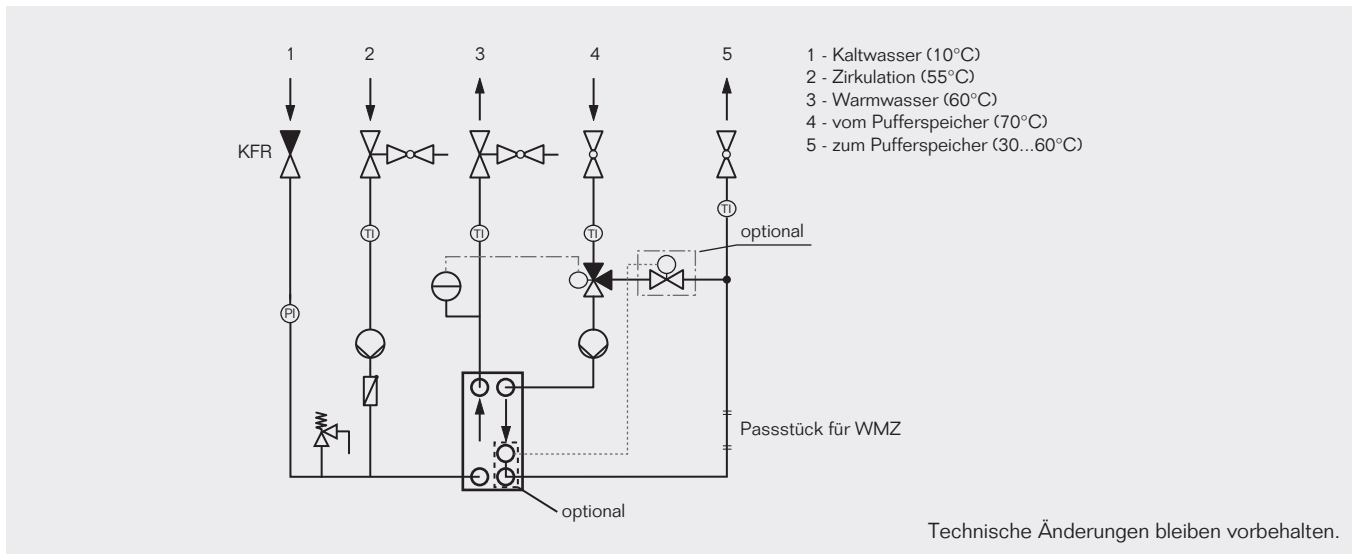 1 2 3 4 5
1 - Kaltwasser (10°C)
2 - Zirkulation (55°C)
3 - Warmwasser (60°C)
4 - vom Pufferspeicher (70°C)
5 - zum Pufferspeicher (30...60°C)
KFR
TI
TI TI TI
optional
PI
Passstück für WMZ
optional
Technische Änderungen bleiben vorbehalten.